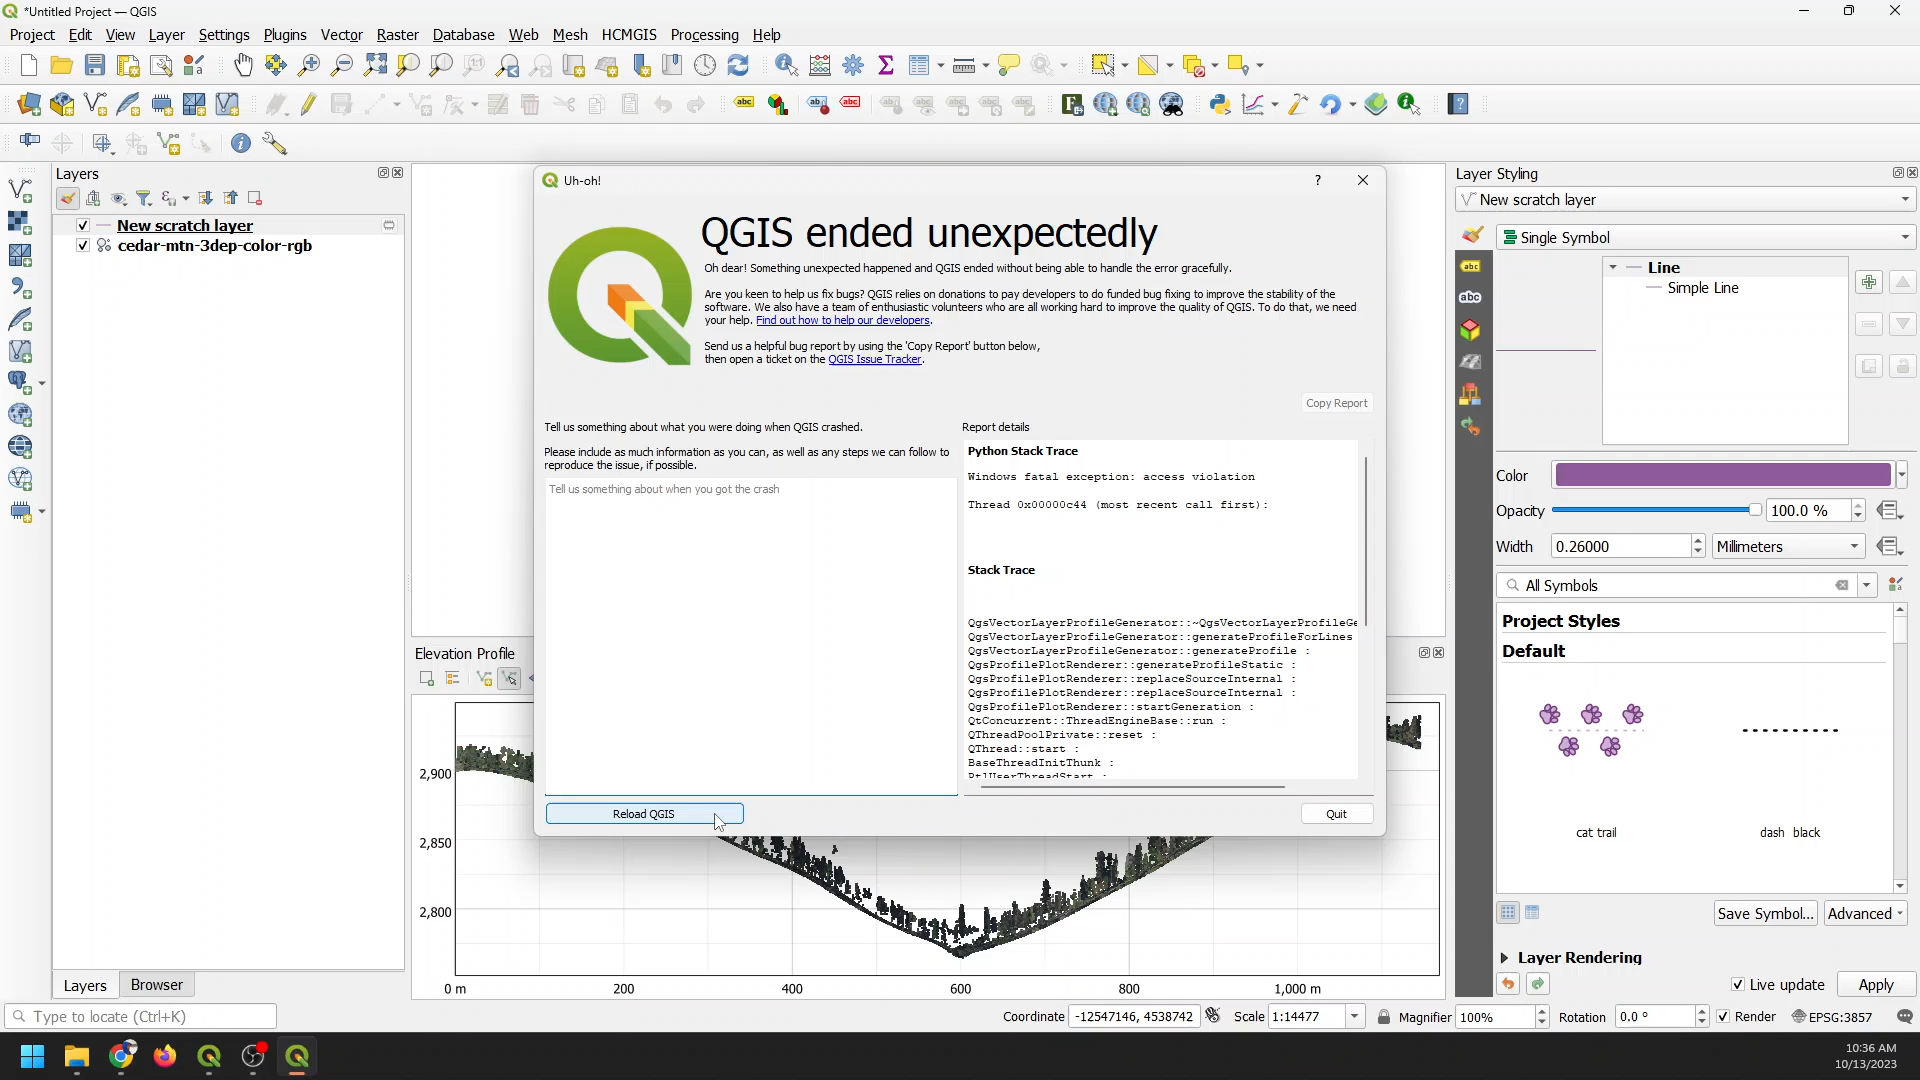 *Untitled Project — QGIS
Project Edit View Layer Settings Plugins Vector Raster Database Web Mesh HCMGIS Processing Help
Layers
New scratch layer
cedar-mtn-3dep-color-rgb
Layers Browser
Type to locate (Ctrl+K)
Uh-oh!
QGIS ended unexpectedly
Oh dear! Something unexpected happened and QGIS ended without being able to handle the error gracefully.
Are you keen to help us fix bugs? QGIS relies on donations to pay developers to do funded bug fixing to improve the stability of the
software. We also have a team of enthusiastic volunteers who are all working hard to improve the quality of QGIS. To do that, we need
your help. Find out how to help our developers.
Send us a helpful bug report by using the 'Copy Report' button below,
then open a ticket on the QGIS Issue Tracker.
Copy Report
Tell us something about what you were doing when QGIS crashed.
Please include as much information as you can, as well as any steps we can follow to
reproduce the issue, if possible.
Tell us something about when you got the crash
Report details
Python Stack Trace
Windows fatal exception: access violation
Thread 0x00000c44 (most recent call first):
Stack Trace
QgsVectorLayerProfileGenerator::~QgsVectorLayerProfileGe
QgsVectorLayerProfileGenerator::generateProfileForLines
QgsVectorLayerProfileGenerator::generateProfile :
QgsProfilePlotRenderer::generateProfileStatic :
QgsProfilePlotRenderer::replaceSourceInternal :
QgsProfilePlotRenderer::replaceSourceInternal :
QgsProfilePlotRenderer::startGeneration :
QtConcurrent::ThreadEngineBase::run :
QThreadPoolPrivate::reset :
QThread::start :
BaseThreadInitThunk :
RtlUserThreadStart :
Reload QGIS
Quit
Elevation Profile
2,900
2,850
2,800
0 m 200 400 600 800 1,000 m
Layer Styling
New scratch layer
Single Symbol
Line
Simple Line
Color
Opacity 100.0 %
Width 0.26000 Millimeters
All Symbols
Project Styles
Default
cat trail dash black
Save Symbol... Advanced
Layer Rendering
Live update Apply
Coordinate -12547146, 4538742 Scale 1:14477 Magnifier 100% Rotation 0.0 ° Render EPSG:3857
10:36 AM
10/13/2023